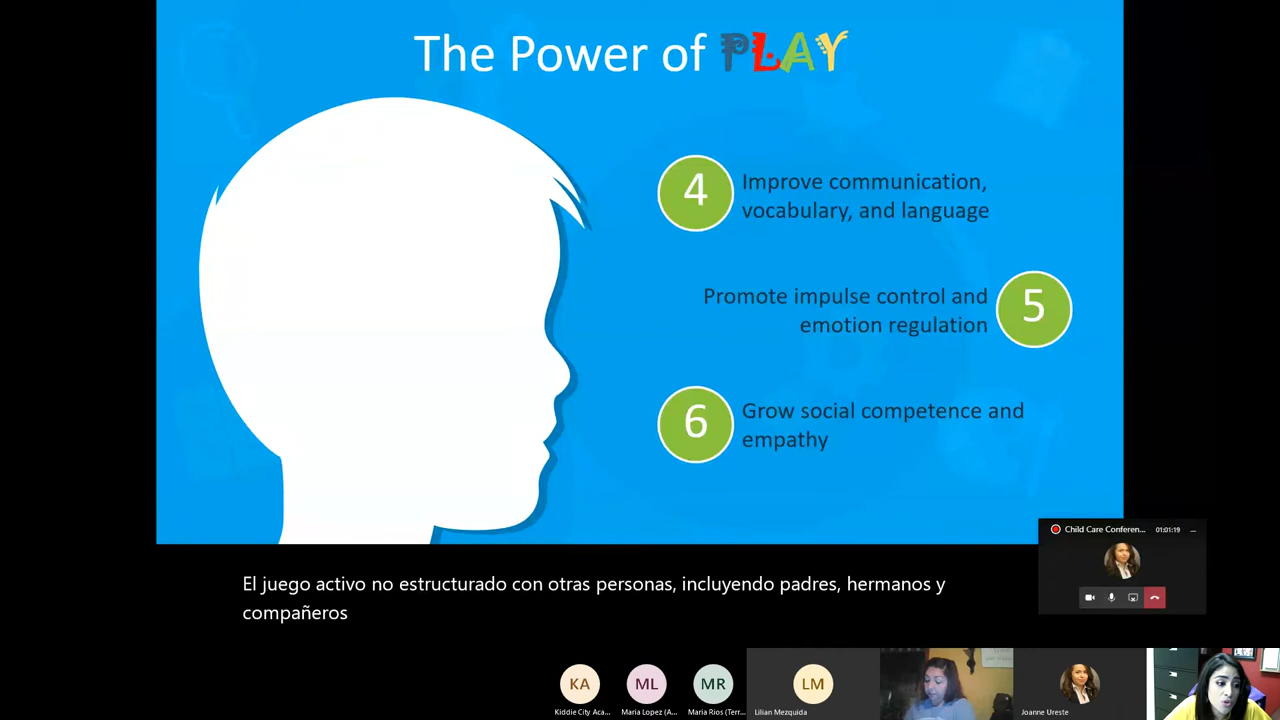 The Power of PLAY
4
Improve communication,
vocabulary, and language
Promote impulse control and
emotion regulation
5
6
Grow social competence and
empathy
Child Care Conferen...
01:01:19
El juego activo no estructurado con otras personas, incluyendo padres, hermanos y
compañeros
KA
ML
MR
LM
Kiddie City Aca...
Maria Lopez (A...
Maria Rios (Terr...
Lilian Mezquida
Joanne Ureste